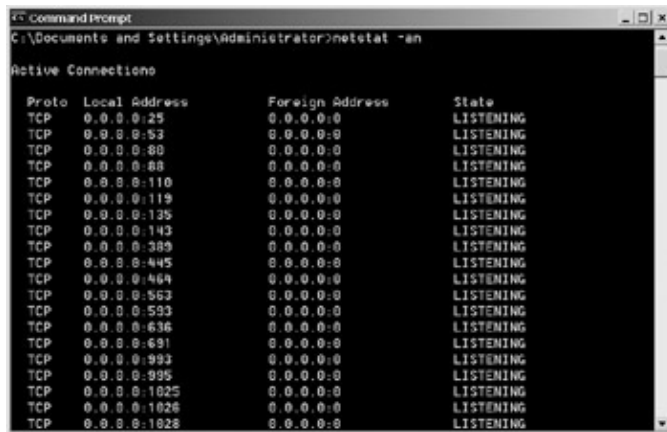 Command Prompt
C:\Documents and Settings\Administrator>netstat -an
Active Connections
Proto Local Address Foreign Address State
TCP 0.0.0.0:25 0.0.0.0:0 LISTENING
TCP 0.0.0.0:53 0.0.0.0:0 LISTENING
TCP 0.0.0.0:80 0.0.0.0:0 LISTENING
TCP 0.0.0.0:88 0.0.0.0:0 LISTENING
TCP 0.0.0.0:110 0.0.0.0:0 LISTENING
TCP 0.0.0.0:119 0.0.0.0:0 LISTENING
TCP 0.0.0.0:135 0.0.0.0:0 LISTENING
TCP 0.0.0.0:143 0.0.0.0:0 LISTENING
TCP 0.0.0.0:389 0.0.0.0:0 LISTENING
TCP 0.0.0.0:445 0.0.0.0:0 LISTENING
TCP 0.0.0.0:464 0.0.0.0:0 LISTENING
TCP 0.0.0.0:563 0.0.0.0:0 LISTENING
TCP 0.0.0.0:593 0.0.0.0:0 LISTENING
TCP 0.0.0.0:636 0.0.0.0:0 LISTENING
TCP 0.0.0.0:691 0.0.0.0:0 LISTENING
TCP 0.0.0.0:993 0.0.0.0:0 LISTENING
TCP 0.0.0.0:995 0.0.0.0:0 LISTENING
TCP 0.0.0.0:1025 0.0.0.0:0 LISTENING
TCP 0.0.0.0:1026 0.0.0.0:0 LISTENING
TCP 0.0.0.0:1028 0.0.0.0:0 LISTENING